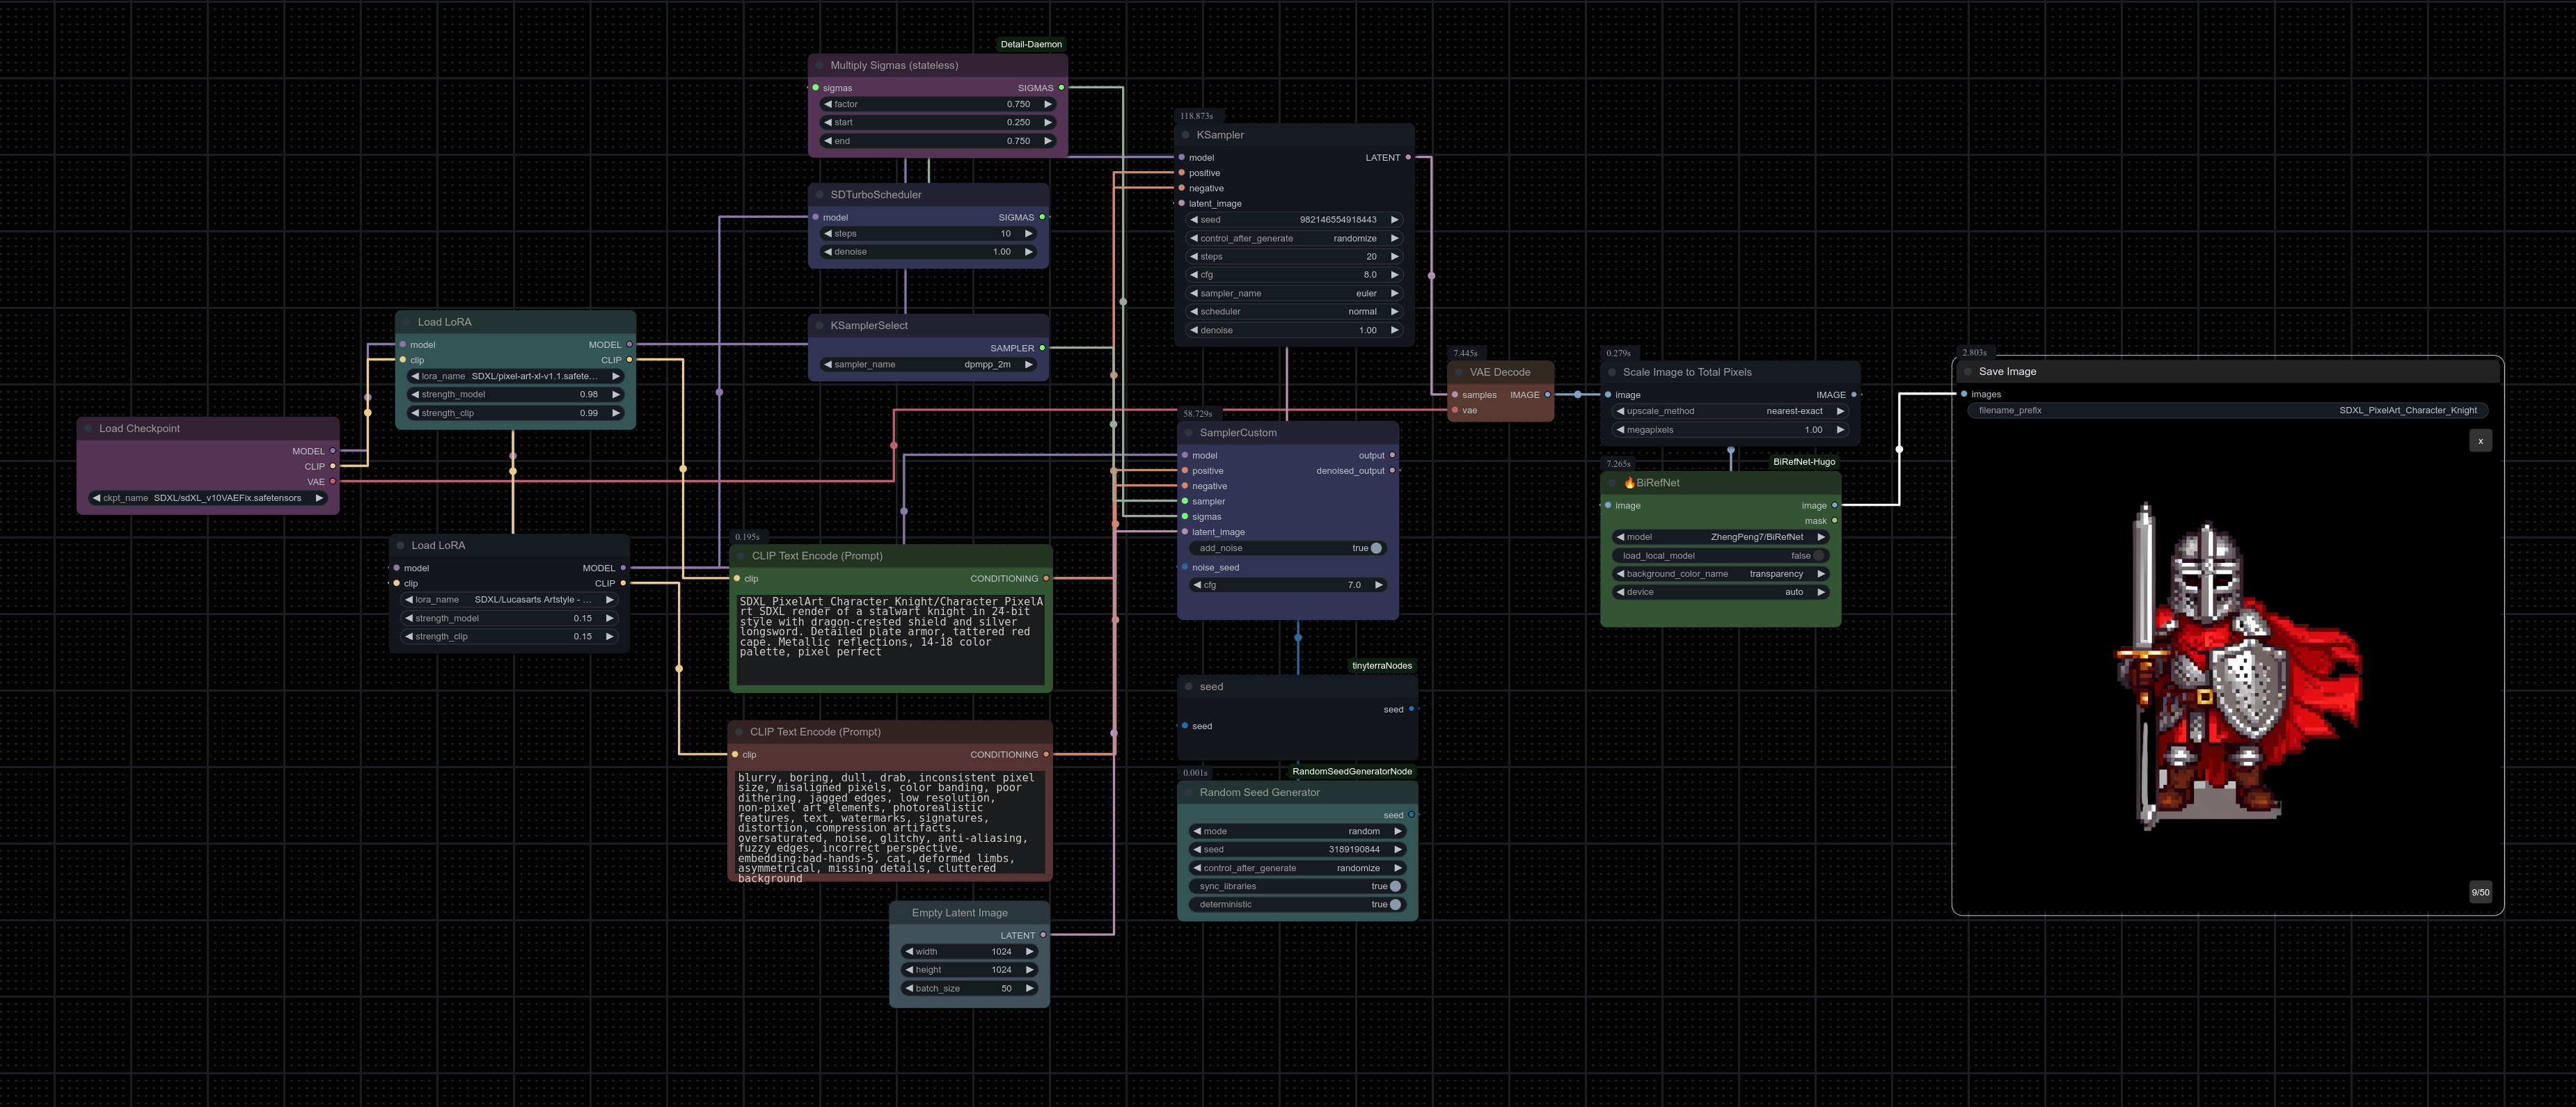 Detail-Daemon
Multiply Sigmas (stateless)
sigmas SIGMAS
factor 0.750
start 0.250
end 0.750
SDTurboScheduler
model SIGMAS
steps 10
denoise 1.00
KSamplerSelect
SAMPLER
sampler_name dpmpp_2m
Load LoRA
model MODEL
clip CLIP
lora_name SDXL/pixel-art-xl-v1.1.safete...
strength_model 0.98
strength_clip 0.99
Load Checkpoint
MODEL
CLIP
VAE
ckpt_name SDXL/sdXL_v10VAEFix.safetensors
Load LoRA
model MODEL
clip CLIP
lora_name SDXL/Lucasarts Artstyle - ...
strength_model 0.15
strength_clip 0.15
0.195s
CLIP Text Encode (Prompt)
clip CONDITIONING
SDXL_PixelArt_Character_Knight/Character_PixelA
rt_SDXL render of a stalwart knight in 24-bit
style with dragon-crested shield and silver
longsword. Detailed plate armor, tattered red
cape. Metallic reflections, 14-18 color
palette, pixel perfect
CLIP Text Encode (Prompt)
clip CONDITIONING
blurry, boring, dull, drab, inconsistent pixel
size, misaligned pixels, color banding, poor
dithering, jagged edges, low resolution,
non-pixel art elements, photorealistic
features, text, watermarks, signatures,
distortion, compression artifacts,
oversaturated, noise, glitchy, anti-aliasing,
fuzzy edges, incorrect perspective,
embedding:bad-hands-5, cat, deformed limbs,
asymmetrical, missing details, cluttered
background
Empty Latent Image
LATENT
width 1024
height 1024
batch_size 50
118.873s
KSampler
model LATENT
positive
negative
latent_image
seed 982146554918443
control_after_generate randomize
steps 20
cfg 8.0
sampler_name euler
scheduler normal
denoise 1.00
58.729s
SamplerCustom
model output
positive denoised_output
negative
sampler
sigmas
latent_image
add_noise true
noise_seed
cfg 7.0
tinyterraNodes
seed
seed
seed
0.001s
RandomSeedGeneratorNode
Random Seed Generator
seed
mode random
seed 3189190844
control_after_generate randomize
sync_libraries true
deterministic true
7.445s
VAE Decode
samples IMAGE
vae
0.279s
Scale Image to Total Pixels
image IMAGE
upscale_method nearest-exact
megapixels 1.00
7.265s
BiRefNet-Hugo
🔥BiRefNet
image image
mask
model ZhengPeng7/BiRefNet
load_local_model false
background_color_name transparency
device auto
2.803s
Save Image
images
filename_prefix SDXL_PixelArt_Character_Knight
x
9/50